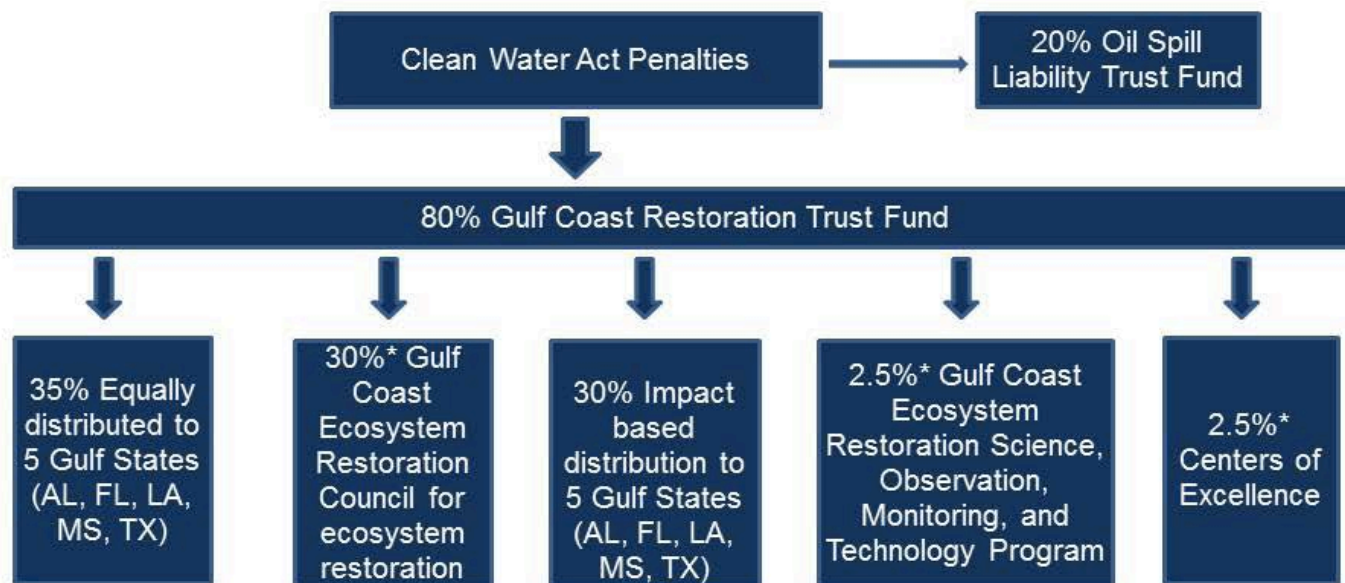 Clean Water Act Penalties
20% Oil Spill
Liability Trust Fund
80% Gulf Coast Restoration Trust Fund
35% Equally
distributed to
5 Gulf States
(AL, FL, LA,
MS, TX)
30%* Gulf
Coast
Ecosystem
Restoration
Council for
ecosystem
restoration
30% Impact
based
distribution to
5 Gulf States
(AL, FL, LA,
MS, TX)
2.5%* Gulf Coast
Ecosystem
Restoration Science,
Observation,
Monitoring, and
Technology Program
2.5%*
Centers of
Excellence